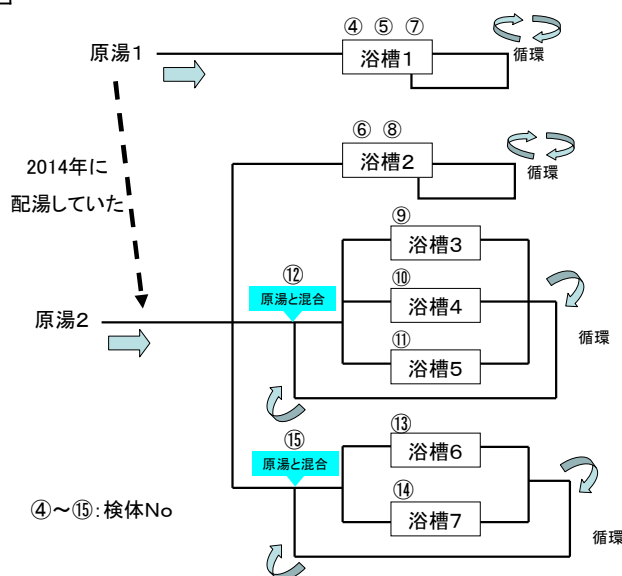 ④ ⑤ ⑦
原湯1
浴槽1
循環
⑥ ⑧
浴槽2
循環
2014年に
配湯していた
⑨
浴槽3
⑫
原湯と混合
⑩
浴槽4
原湯2
循環
⑪
浴槽5
⑮
原湯と混合
⑬
浴槽6
⑭
浴槽7
④~⑮:検体No
循環